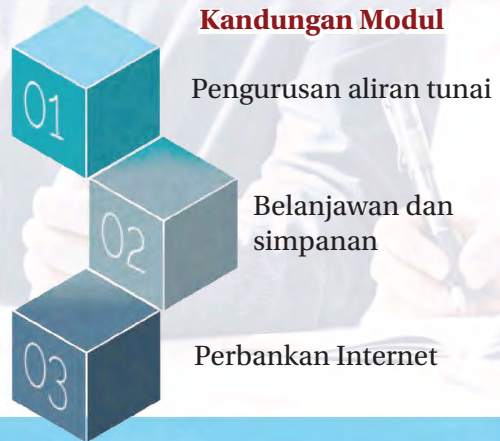 Kandungan Modul
01
Pengurusan aliran tunai
02
Belanjawan dan
simpanan
03
Perbankan Internet